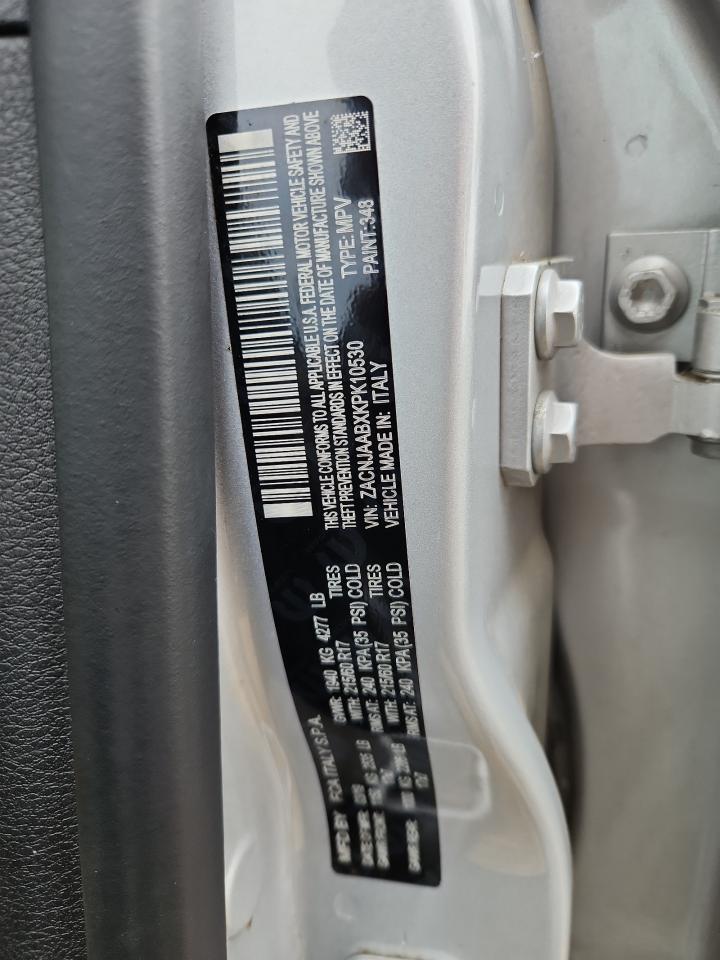 MFD BY FCA ITALY S.P.A. GVWR: 1940 KG 4277 LB
WITH: 215/60 R17 TIRES
RIMS AT: 240 KPA(35 PSI) COLD
WITH: 215/60 R17 TIRES
RIMS AT: 240 KPA(35 PSI) COLD
THIS VEHICLE CONFORMS TO ALL APPLICABLE U.S.A. FEDERAL MOTOR VEHICLE SAFETY AND
THEFT PREVENTION STANDARDS IN EFFECT ON THE DATE OF MANUFACTURE SHOWN ABOVE
VIN: ZACNJAABXKPK10530 TYPE: MPV
VEHICLE MADE IN: ITALY PAINT: 348